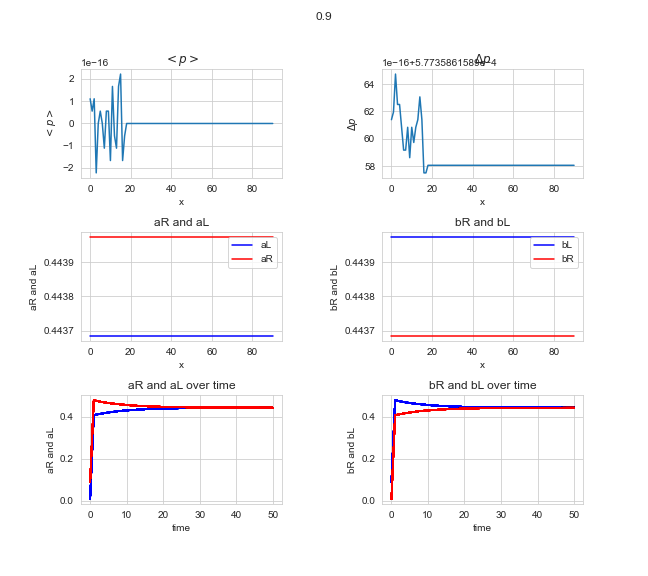 0.9
< p >
Δp
1e−16
1e−16+5.773586158
e−4
2
1
0
−1
−2
< p >
0 20 40 60 80
x
64
62
60
58
Δp
0 20 40 60 80
x
aR and aL
0.4439
0.4438
0.4437
aR and aL
aL
aR
0 20 40 60 80
x
bR and bL
0.4439
0.4438
0.4437
bR and bL
bL
bR
0 20 40 60 80
x
aR and aL over time
0.4
0.2
0.0
aR and aL
0 10 20 30 40 50
time
bR and bL over time
0.4
0.2
0.0
bR and bL
0 10 20 30 40 50
time